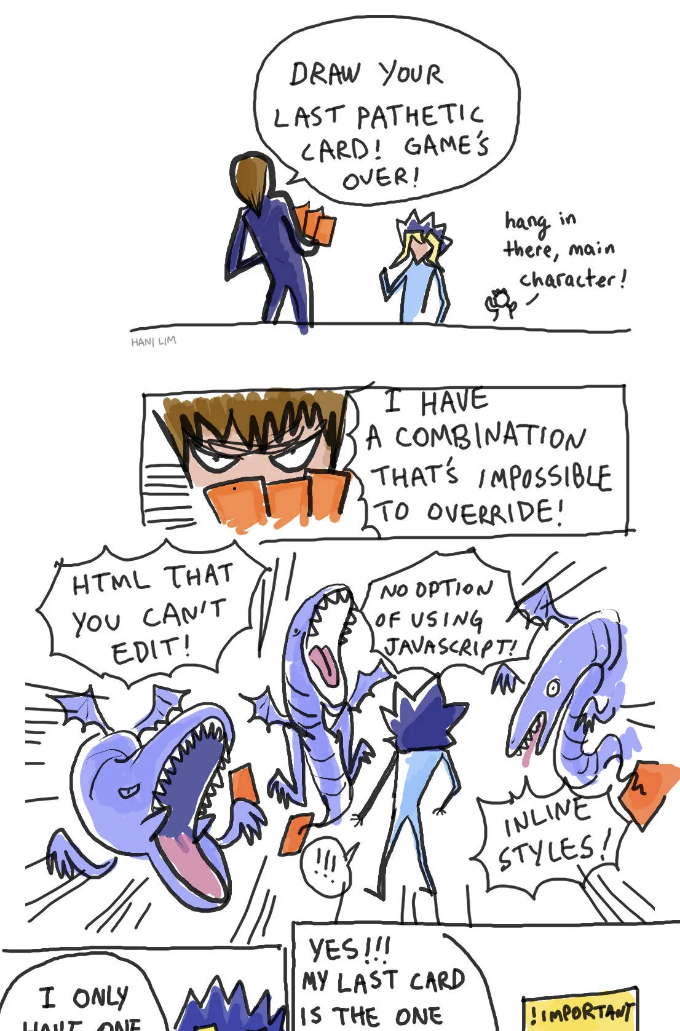 DRAW YOUR
LAST PATHETIC
CARD! GAME'S
OVER!
hang in
there, main
character!
HANI LIM
I HAVE
A COMBINATION
THAT'S IMPOSSIBLE
TO OVERRIDE!
HTML THAT
YOU CAN'T
EDIT!
NO OPTION
OF USING
JAVASCRIPT!
INLINE
STYLES!
!!!
I ONLY
HAVE ONE
YES!!!
MY LAST CARD
IS THE ONE
!IMPORTANT